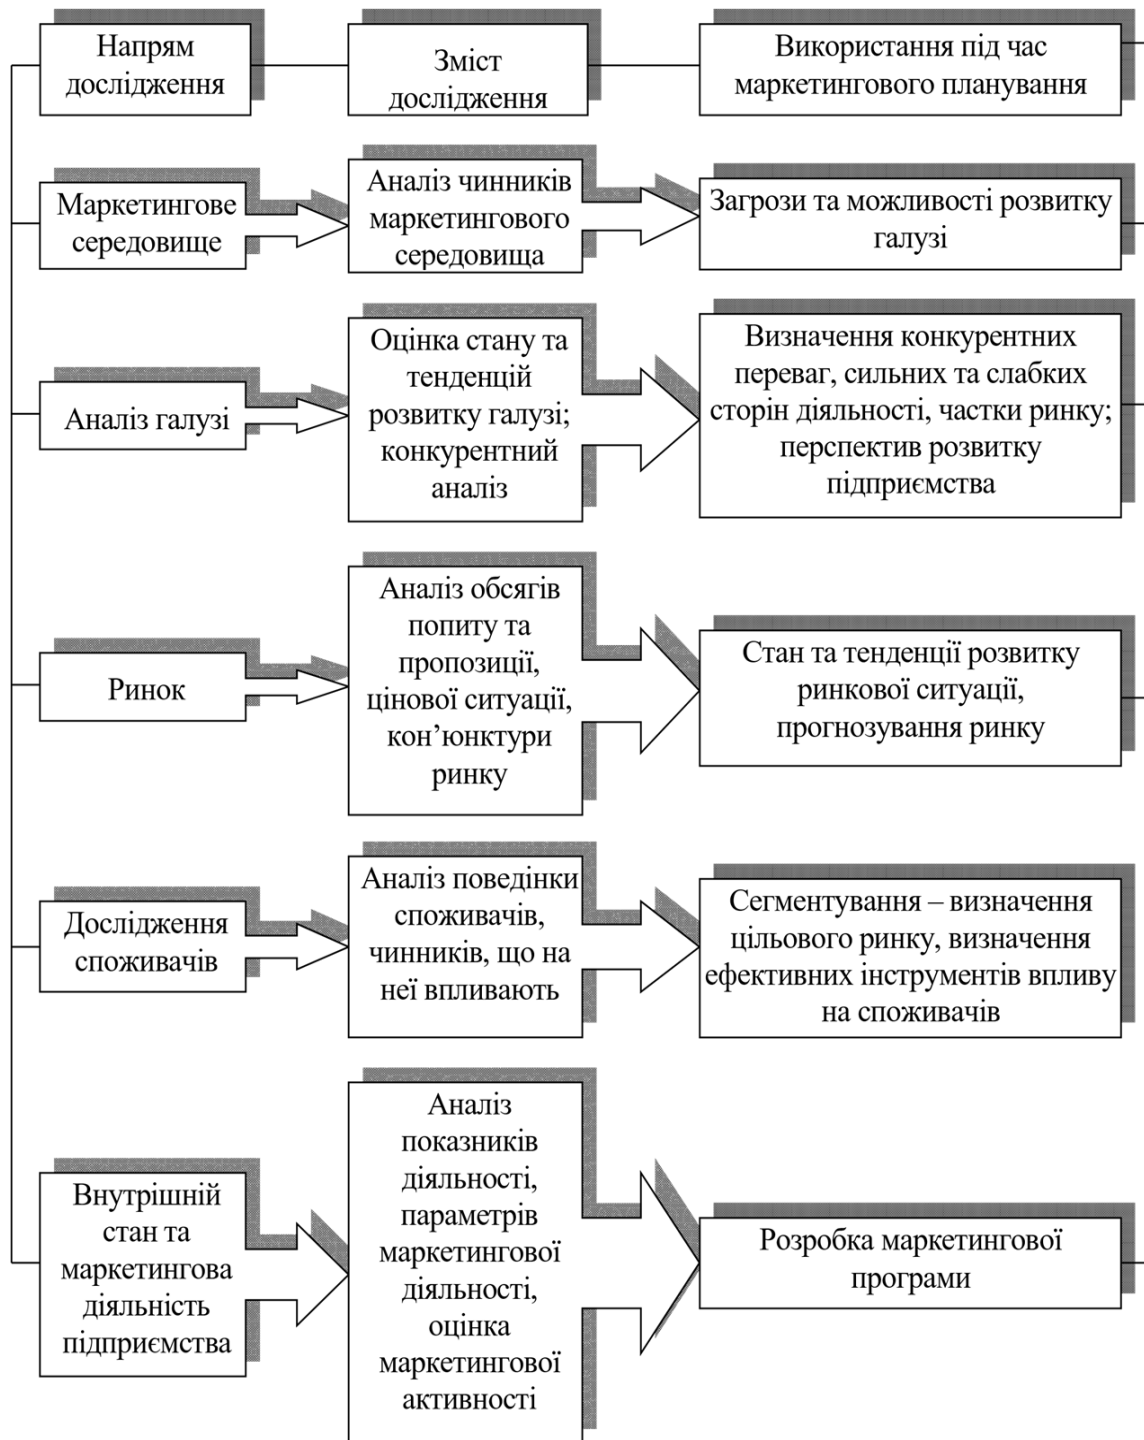 Напрям
дослідження
Зміст
дослідження
Використання під час
маркетингового планування
Маркетингове
середовище
Аналіз чинників
маркетингового
середовища
Загрози та можливості розвитку
галузі
Аналіз галузі
Оцінка стану та
тенденцій
розвитку галузі;
конкурентний
аналіз
Визначення конкурентних
переваг, сильних та слабких
сторін діяльності, частки ринку;
перспектив розвитку
підприємства
Ринок
Аналіз обсягів
попиту та
пропозиції,
цінової ситуації,
кон’юнктури
ринку
Стан та тенденції розвитку
ринкової ситуації,
прогнозування ринку
Дослідження
споживачів
Аналіз поведінки
споживачів,
чинників, що на
неї впливають
Сегментування – визначення
цільового ринку, визначення
ефективних інструментів впливу
на споживачів
Внутрішній
стан та
маркетингова
діяльність
підприємства
Аналіз
показників
діяльності,
параметрів
маркетингової
діяльності,
оцінка
маркетингової
активності
Розробка маркетингової
програми